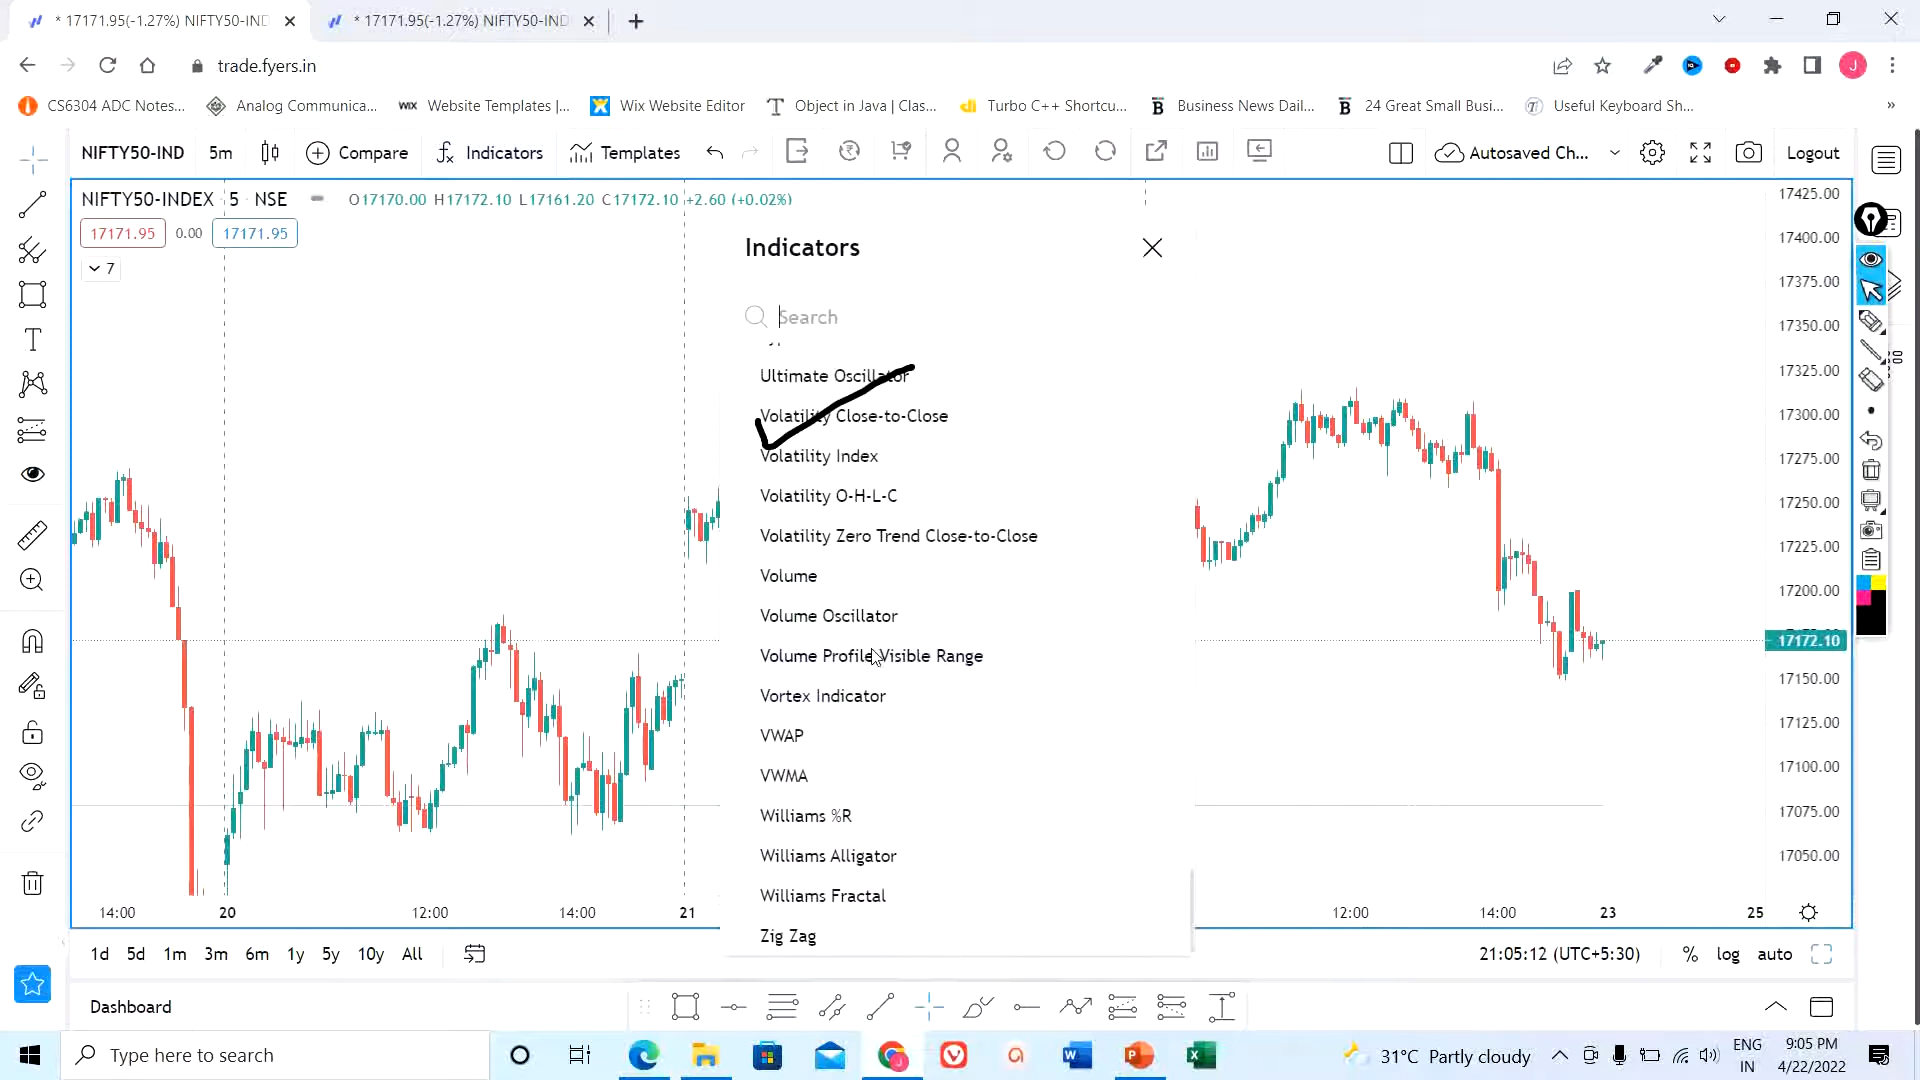 * 17171.95(-1.27%) NIFTY50-IND
* 17171.95(-1.27%) NIFTY50-IND
trade.fyers.in
J
CS6304 ADC Notes...
Analog Communica...
WIX Website Templates |...
Wix Website Editor
Object in Java | Clas...
Turbo C++ Shortcu...
Business News Dail...
24 Great Small Busi...
Useful Keyboard Sh...
»
NIFTY50-IND
5m
Compare
Indicators
Templates
Autosaved Ch...
Logout
NIFTY50-INDEX · 5 · NSE
O17170.00 H17172.10 L17161.20 C17172.10 +2.60 (+0.02%)
17171.95
0.00
17171.95
7
Indicators
Search
Ultimate Oscillator
Volatility Close-to-Close
Volatility Index
Volatility O-H-L-C
Volatility Zero Trend Close-to-Close
Volume
Volume Oscillator
Volume Profile Visible Range
Vortex Indicator
VWAP
VWMA
Williams %R
Williams Alligator
Williams Fractal
Zig Zag
17425.00
17400.00
17375.00
17350.00
17325.00
17300.00
17275.00
17250.00
17225.00
17200.00
17172.10
17150.00
17125.00
17100.00
17075.00
17050.00
14:00
20
12:00
14:00
21
12:00
14:00
23
25
1d 5d 1m 3m 6m 1y 5y 10y All
21:05:12 (UTC+5:30)
% log auto
Dashboard
Type here to search
31°C Partly cloudy
ENG
IN
9:05 PM
4/22/2022